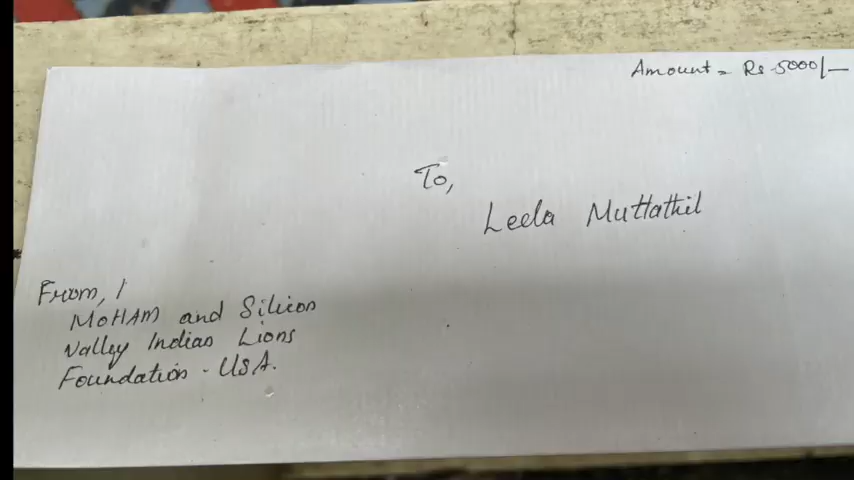 Amount = Rs 5000/-
To,
Leela Muttathil
From,
MOHAM and Silicon
Valley Indian Lions
Foundation - USA.